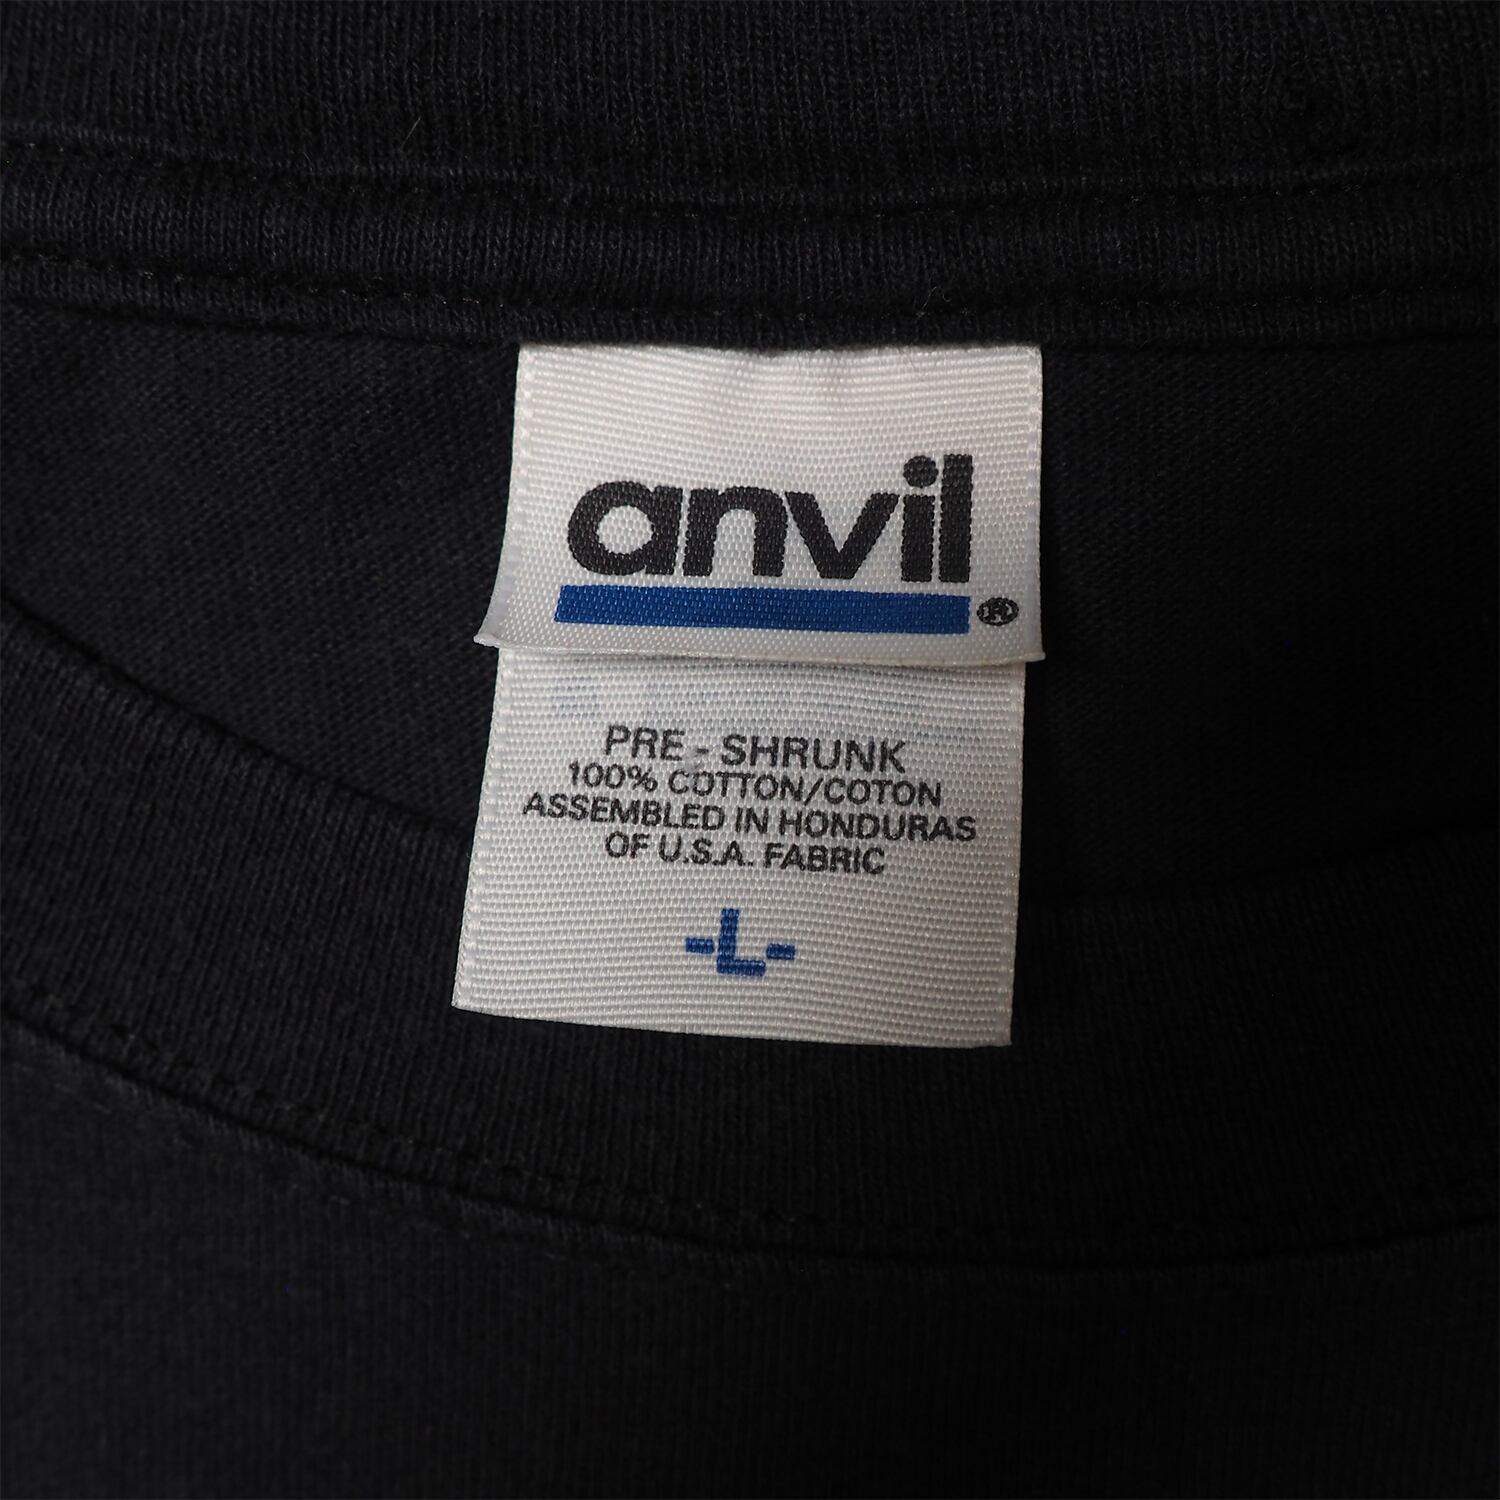 anvil®
PRE-SHRUNK
100% COTTON/COTON
ASSEMBLED IN HONDURAS
OF U.S.A. FABRIC
-L-